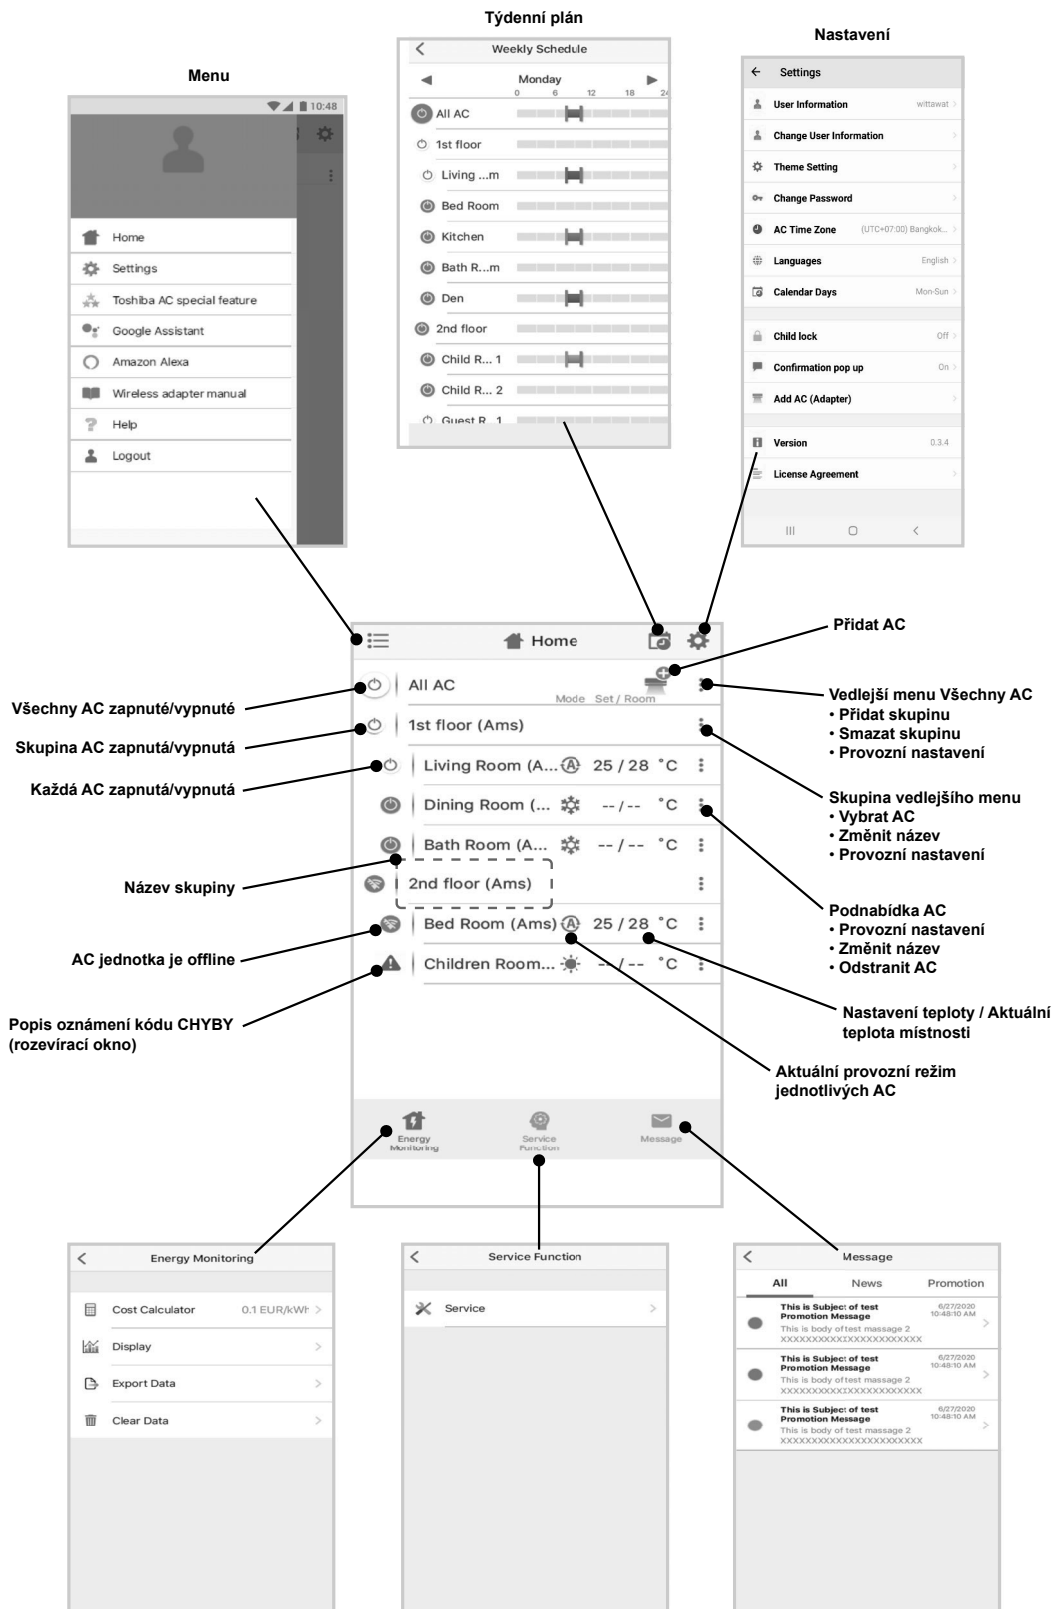 Týdenní plán
Nastavení
Menu
Weekly Schedule
Monday
0 6 12 18 24
All AC
1st floor
Living ...m
Bed Room
Kitchen
Bath R...m
Den
2nd floor
Child R... 1
Child R... 2
Guest R 1
Settings
User Information wittawat
Change User Information
Theme Setting
Change Password
AC Time Zone (UTC+07:00) Bangkok...
Languages English
Calendar Days Mon-Sun
Child lock Off
Confirmation pop up On
Add AC (Adapter)
Version 0.3.4
License Agreement
10:48
Home
Settings
Toshiba AC special feature
Google Assistant
Amazon Alexa
Wireless adapter manual
Help
Logout
Home
All AC
Mode Set / Room
1st floor (Ams)
Living Room (A... 25 / 28 °C
Dining Room (... -- / -- °C
Bath Room (A... -- / -- °C
2nd floor (Ams)
Bed Room (Ams) 25 / 28 °C
Children Room... -- / -- °C
Energy Monitoring
Service Function
Message
Všechny AC zapnuté/vypnuté
Skupina AC zapnutá/vypnutá
Každá AC zapnutá/vypnutá
Název skupiny
AC jednotka je offline
Popis oznámení kódu CHYBY
(rozevírací okno)
Přidat AC
Vedlejší menu Všechny AC
• Přidat skupinu
• Smazat skupinu
• Provozní nastavení
Skupina vedlejšího menu
• Vybrat AC
• Změnit název
• Provozní nastavení
Podnabídka AC
• Provozní nastavení
• Změnit název
• Odstranit AC
Nastavení teploty / Aktuální
teplota místnosti
Aktuální provozní režim
jednotlivých AC
Energy Monitoring
Cost Calculator 0.1 EUR/kWh
Display
Export Data
Clear Data
Service Function
Service
Message
All News Promotion
This is Subject of test 6/27/2020
Promotion Message 10:48:10 AM
This is body of test massage 2
XXXXXXXXXXXXXXXXXXXXXXX
This is Subject of test 6/27/2020
Promotion Message 10:48:10 AM
This is body of test massage 2
XXXXXXXXXXXXXXXXXXXXXXX
This is Subject of test 6/27/2020
Promotion Message 10:48:10 AM
This is body of test massage 2
XXXXXXXXXXXXXXXXXXXXXXX